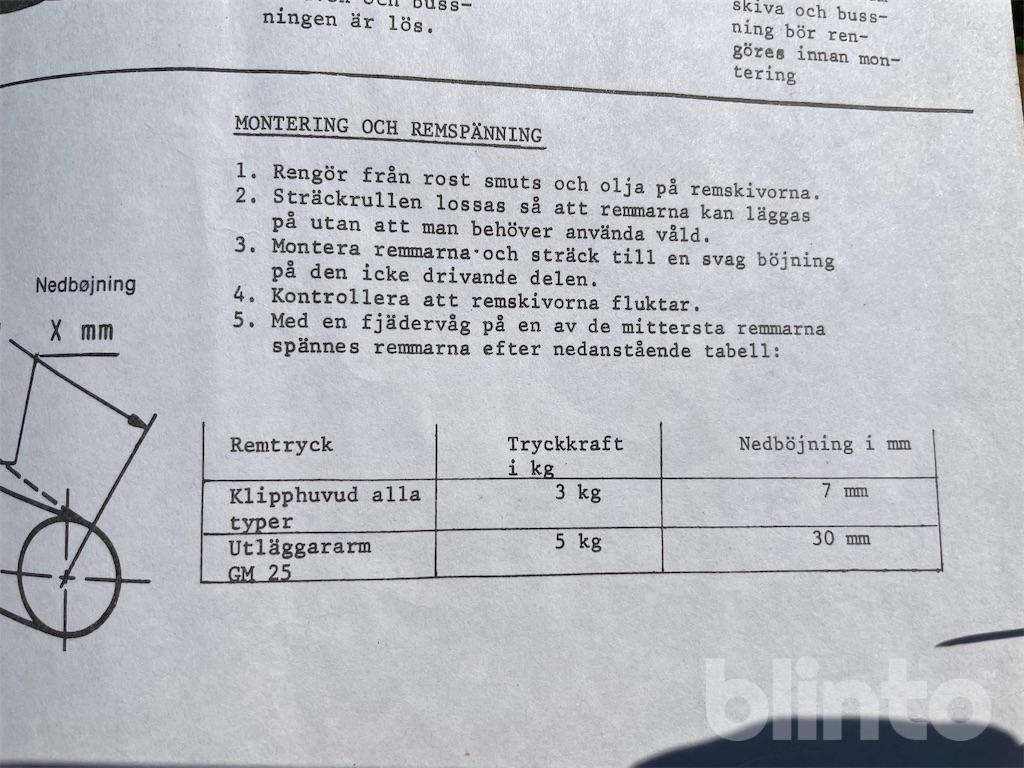 och buss-
ningen är lös.
skiva och buss-
ning bör ren-
göres innan mon-
tering
MONTERING OCH REMSPÄNNING
1. Rengör från rost smuts och olja på remskivorna.
2. Sträckrullen lossas så att remmarna kan läggas
på utan att man behöver använda våld.
3. Montera remmarna och sträck till en svag böjning
på den icke drivande delen.
4. Kontrollera att remskivorna fluktar.
5. Med en fjädervåg på en av de mittersta remmarna
spännes remmarna efter nedanstående tabell:
Nedbøjning
X mm
Remtryck Tryckkraft Nedböjning i mm
i kg
Klipphuvud alla 3 kg 7 mm
typer
Utläggararm 5 kg 30 mm
GM 25
blinto